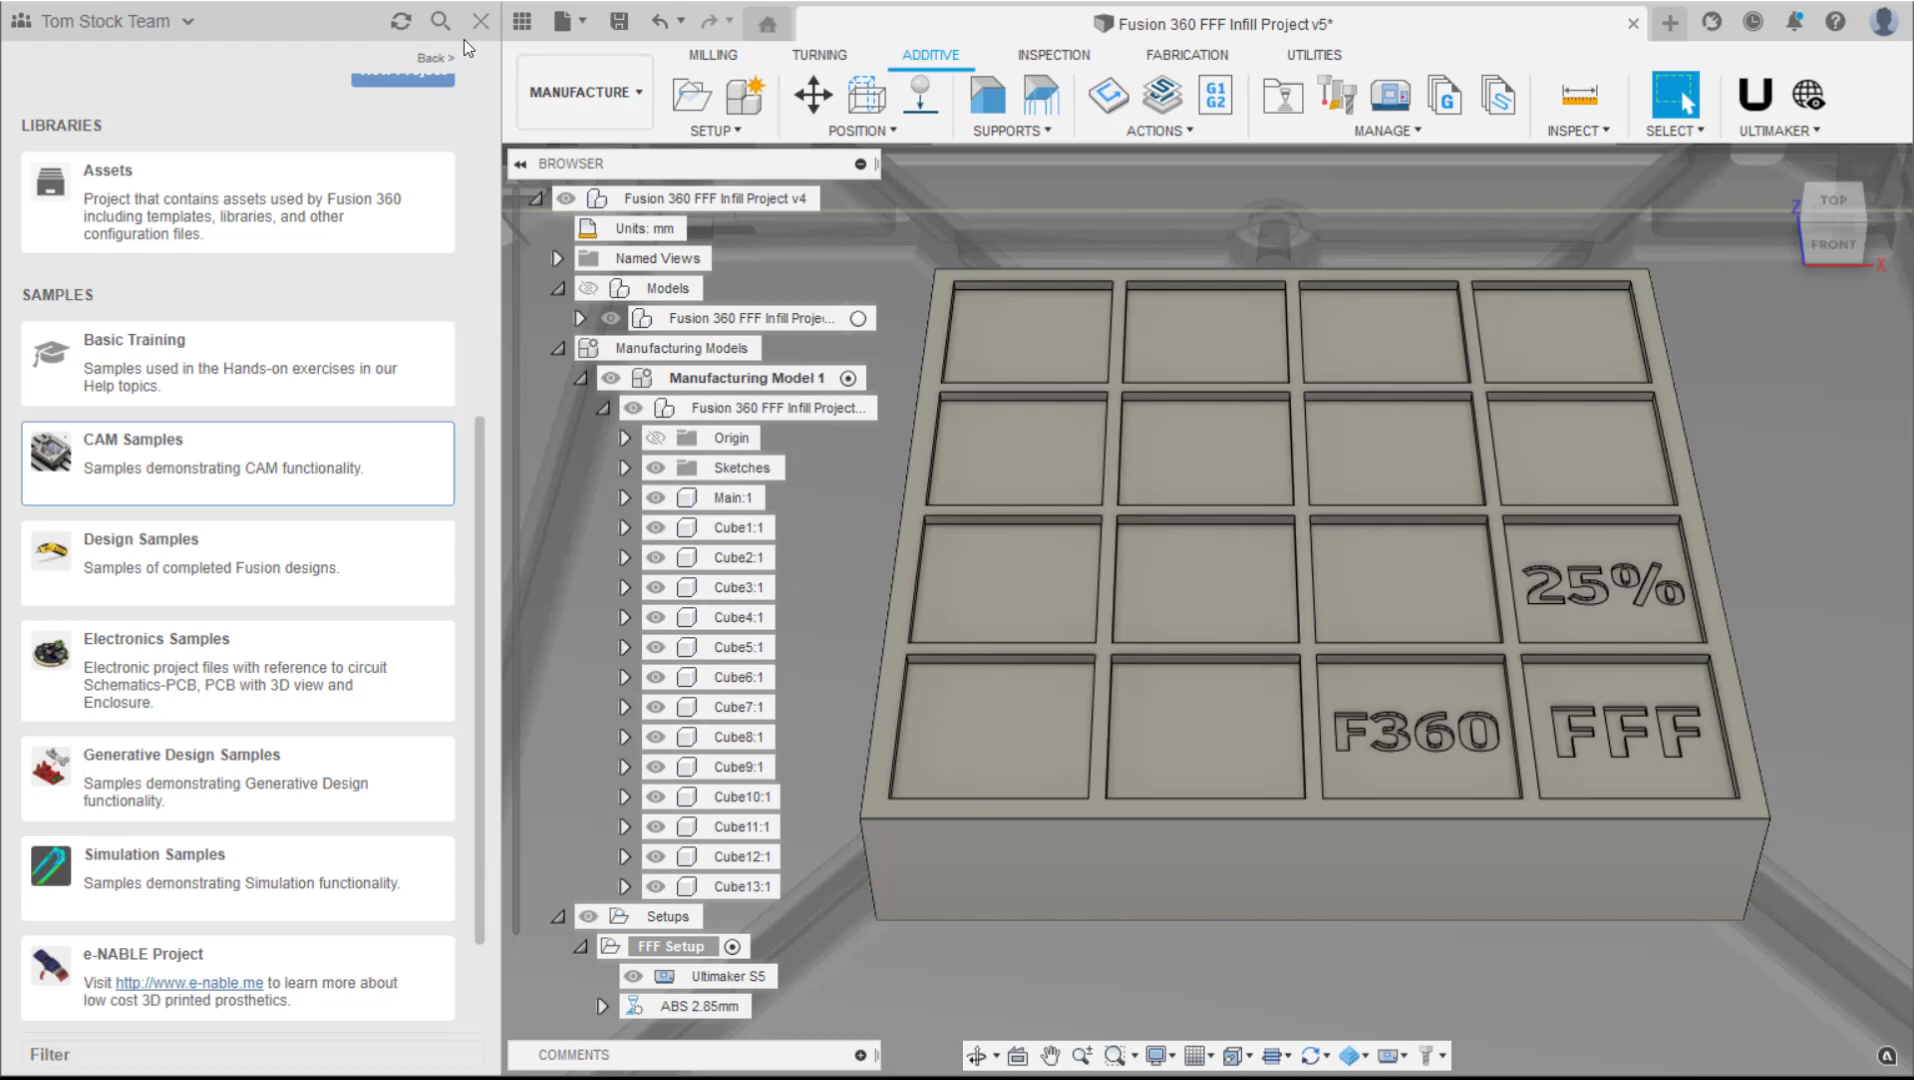 Tom Stock Team
Back >
LIBRARIES
Assets
Project that contains assets used by Fusion 360
including templates, libraries, and other
configuration files.
SAMPLES
Basic Training
Samples used in the Hands-on exercises in our
Help topics.
CAM Samples
Samples demonstrating CAM functionality.
Design Samples
Samples of completed Fusion designs.
Electronics Samples
Electronic project files with reference to circuit
Schematics-PCB, PCB with 3D view and
Enclosure.
Generative Design Samples
Samples demonstrating Generative Design
functionality.
Simulation Samples
Samples demonstrating Simulation functionality.
e-NABLE Project
Visit http://www.e-nable.me to learn more about
low cost 3D printed prosthetics.
Filter
Fusion 360 FFF Infill Project v5*
MANUFACTURE
MILLING
TURNING
ADDITIVE
INSPECTION
FABRICATION
UTILITIES
G1
G2
G
SETUP
POSITION
SUPPORTS
ACTIONS
MANAGE
INSPECT
SELECT
ULTIMAKER
BROWSER
Fusion 360 FFF Infill Project v4
Units: mm
Named Views
Models
Fusion 360 FFF Infill Projec...
Manufacturing Models
Manufacturing Model 1
Fusion 360 FFF Infill Project...
Origin
Sketches
Main:1
Cube1:1
Cube2:1
Cube3:1
Cube4:1
Cube5:1
Cube6:1
Cube7:1
Cube8:1
Cube9:1
Cube10:1
Cube11:1
Cube12:1
Cube13:1
Setups
FFF Setup
Ultimaker S5
ABS 2.85mm
COMMENTS
TOP
Z
FRONT
X
25%
F360
FFF